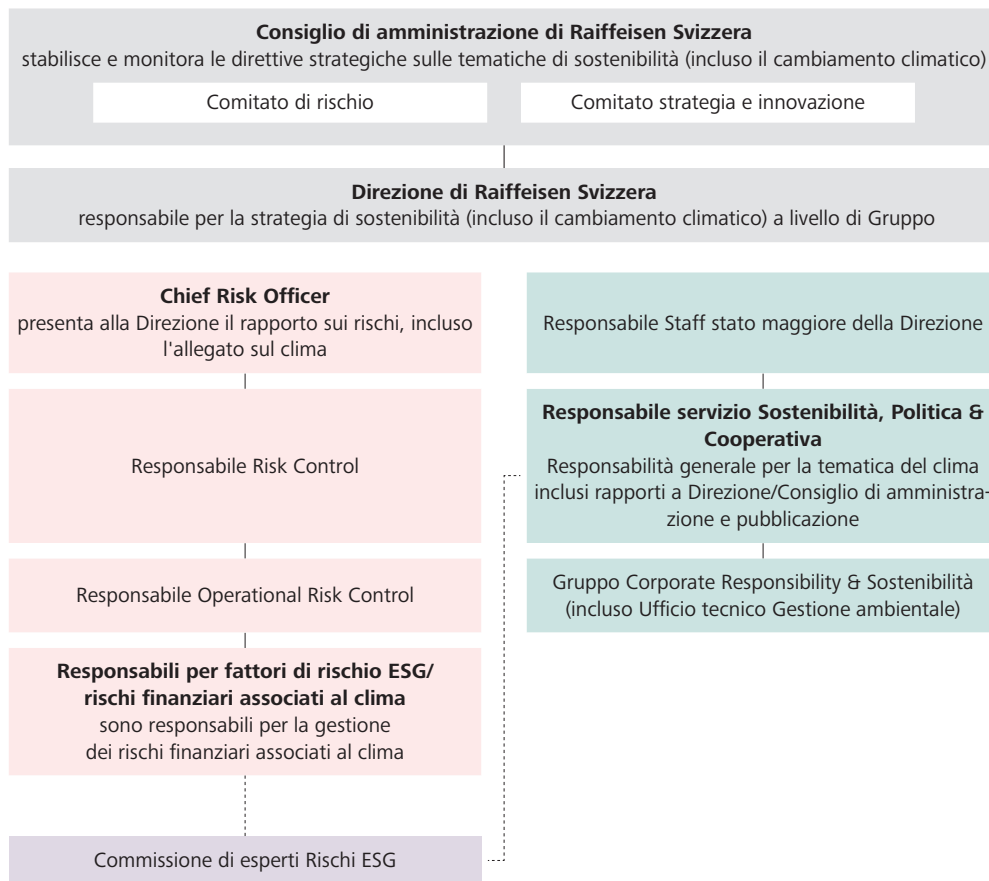 Consiglio di amministrazione di Raiffeisen Svizzera
stabilisce e monitora le direttive strategiche sulle tematiche di sostenibilità (incluso il cambiamento climatico)
Comitato di rischio
Comitato strategia e innovazione
Direzione di Raiffeisen Svizzera
responsabile per la strategia di sostenibilità (incluso il cambiamento climatico) a livello di Gruppo
Chief Risk Officer
presenta alla Direzione il rapporto sui rischi, incluso
l'allegato sul clima
Responsabile Risk Control
Responsabile Operational Risk Control
Responsabili per fattori di rischio ESG/
rischi finanziari associati al clima
sono responsabili per la gestione
dei rischi finanziari associati al clima
Commissione di esperti Rischi ESG
Responsabile Staff stato maggiore della Direzione
Responsabile servizio Sostenibilità, Politica &
Cooperativa
Responsabilità generale per la tematica del clima
inclusi rapporti a Direzione/Consiglio di amministra-
zione e pubblicazione
Gruppo Corporate Responsibility & Sostenibilità
(incluso Ufficio tecnico Gestione ambientale)